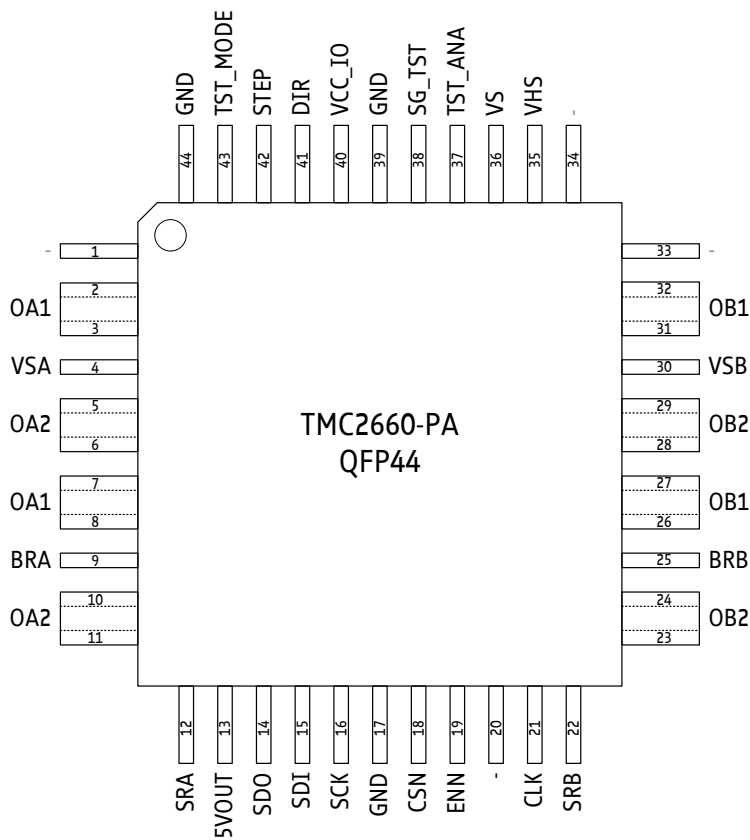 GND
TST_MODE
STEP
DIR
VCC_IO
GND
SG_TST
TST_ANA
VS
VHS
-
44
43
42
41
40
39
38
37
36
35
34
- 1
2
OA1
3
VSA 4
5
OA2
6
7
OA1
8
BRA 9
10
OA2
11
TMC2660-PA
QFP44
33 -
32
OB1
31
30 VSB
29
OB2
28
27
OB1
26
25 BRB
24
OB2
23
12
13
14
15
16
17
18
19
20
21
22
SRA
5VOUT
SDO
SDI
SCK
GND
CSN
ENN
-
CLK
SRB